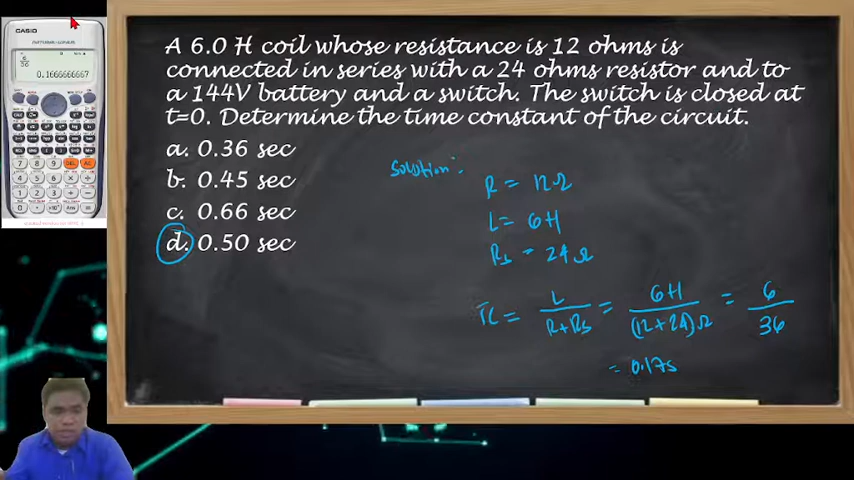 CASIO
6
36
0.1666666667
A 6.0 H coil whose resistance is 12 ohms is
connected in series with a 24 ohms resistor and to
a 144V battery and a switch. The switch is closed at
t=0. Determine the time constant of the circuit.
a. 0.36 sec
b. 0.45 sec
c. 0.66 sec
d. 0.50 sec
Solution:
R = 12Ω
L = 6H
Rs = 24Ω
Tc = L / R+Rs = 6H / (12+24)Ω = 6 / 36
= 0.17s